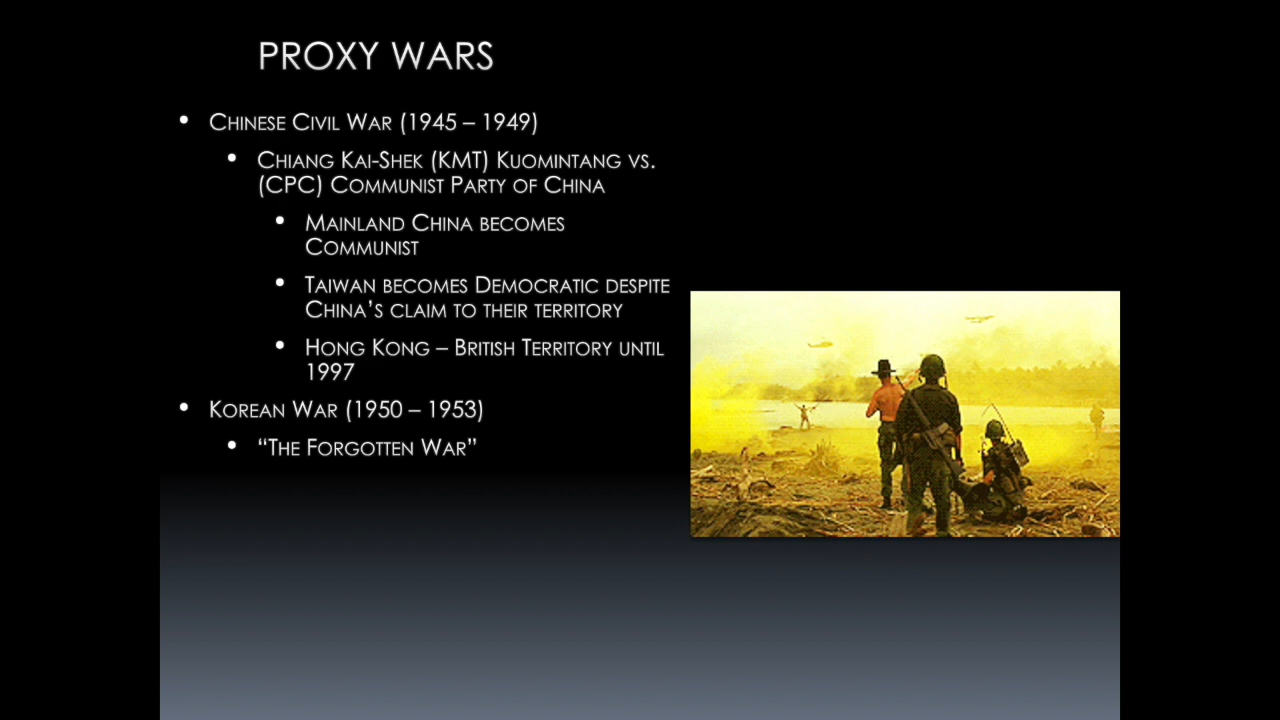 PROXY WARS
• CHINESE CIVIL WAR (1945 – 1949)
• CHIANG KAI-SHEK (KMT) KUOMINTANG VS.
(CPC) COMMUNIST PARTY OF CHINA
• MAINLAND CHINA BECOMES
COMMUNIST
• TAIWAN BECOMES DEMOCRATIC DESPITE
CHINA’S CLAIM TO THEIR TERRITORY
• HONG KONG – BRITISH TERRITORY UNTIL
1997
• KOREAN WAR (1950 – 1953)
• “THE FORGOTTEN WAR”